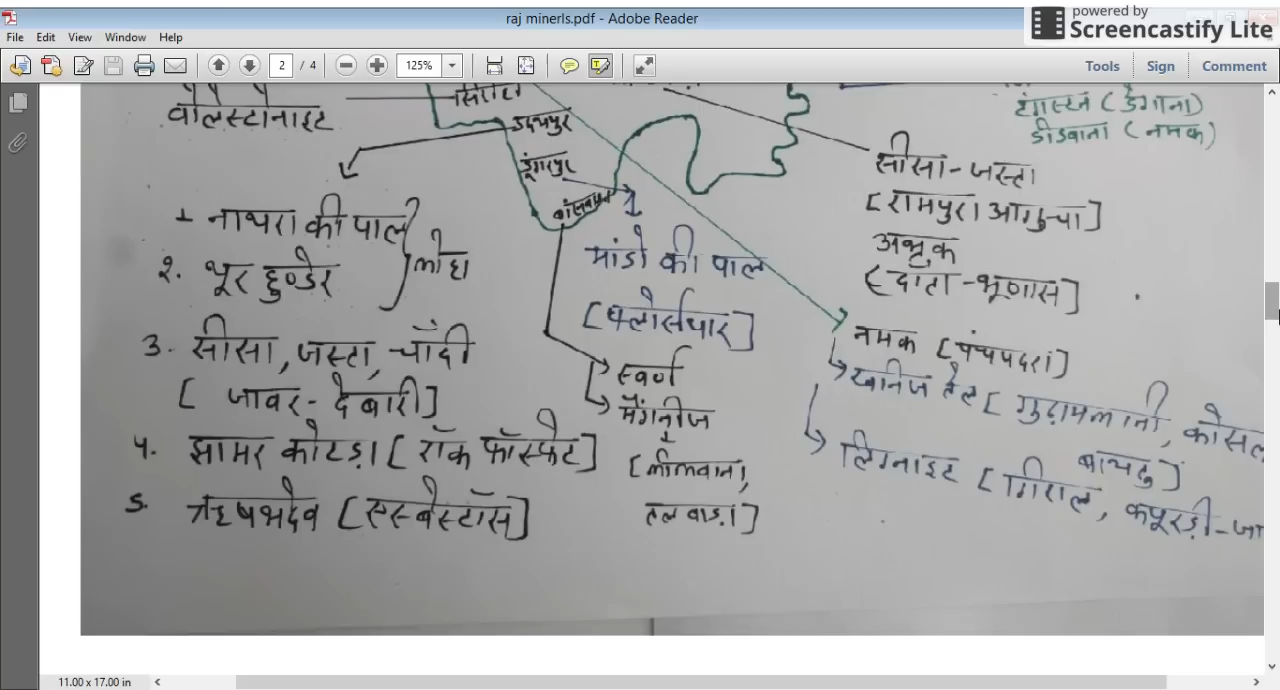 raj minerls.pdf - Adobe Reader
powered by
Screencastify Lite
File Edit View Window Help
2 / 4 125% Tools Sign Comment
सिरोही
वोलस्टोनाइट
उदयपुर
डूंगरपुर
बांसवाड़ा
टंगस्टन (डेगाना)
डीडवाना (नमक)
सीसा-जस्ता
[रामपुरा आगुचा]
अभ्रक
[दाता-भूणास]
1 नाथरा की पाल
2. थूर हुण्डेर
लोहा
3. सीसा, जस्ता, चाँदी
[जावर-देबारी]
4. झामर कोटड़ा [रॉक फॉस्फेट]
5. ऋषभदेव [एस्बेस्टॉस]
मांडो की पाल
[फ्लोर्सपार]
स्वर्ण
मैंगनीज
[लीलवाना,
तलवाड़ा]
नमक [पंचपदरा]
खनिज तेल [गुढ़ामलानी, कोसल
बायटु]
लिग्नाइट [गिराल, कपूरड़ी-जा
11.00 x 17.00 in